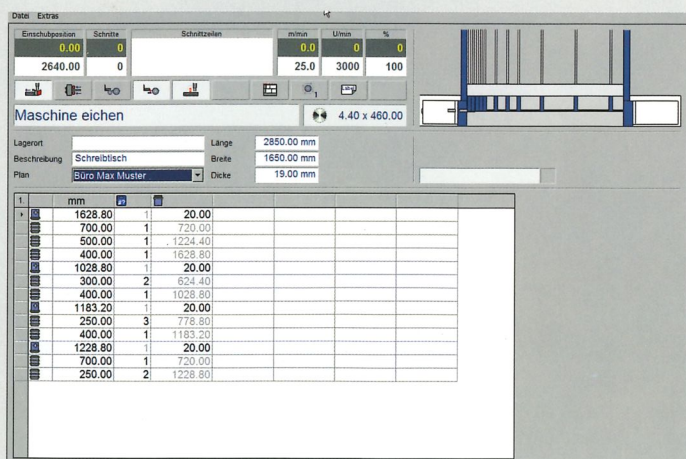 Datei Extras
Einschubposition Schnitte Schnittzeilen m/min U/min %
0.00 0 0.0 0 0
2640.00 0 25.0 3000 100
Maschine eichen 4.40 x 460.00
Lagerort Länge 2850.00 mm
Beschreibung Schreibtisch Breite 1650.00 mm
Plan Büro Max Muster Dicke 19.00 mm
1. mm
1628.80 1 20.00
700.00 1 720.00
500.00 1 1224.40
400.00 1 1628.80
1028.80 1 20.00
300.00 2 624.40
400.00 1 1028.80
1183.20 1 20.00
250.00 3 778.80
400.00 1 1183.20
1228.80 1 20.00
700.00 1 720.00
250.00 2 1228.80